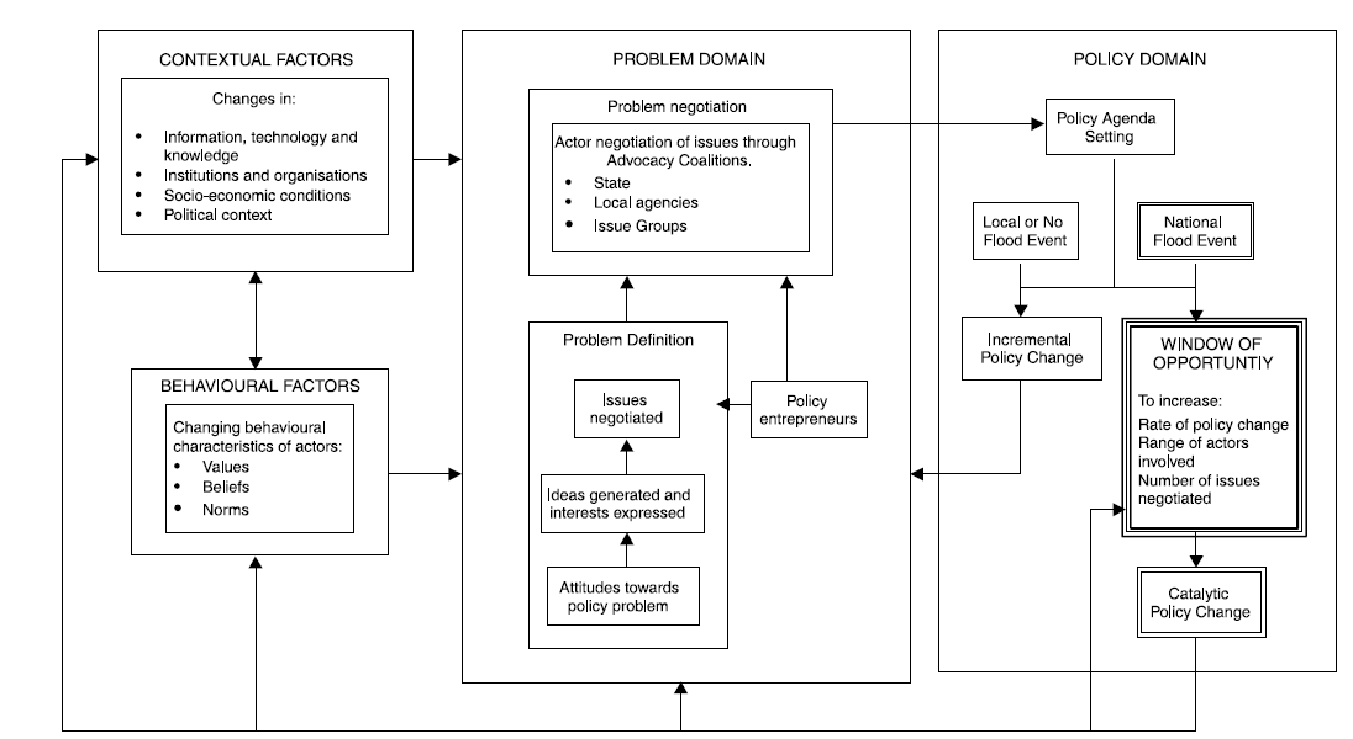 CONTEXTUAL FACTORS
Changes in:
• Information, technology and
knowledge
• Institutions and organisations
• Socio-economic conditions
• Political context
BEHAVIOURAL FACTORS
Changing behavioural
characteristics of actors:
• Values
• Beliefs
• Norms
PROBLEM DOMAIN
Problem negotiation
Actor negotiation of issues through
Advocacy Coalitions.
• State
• Local agencies
• Issue Groups
Problem Definition
Issues
negotiated
Policy
entrepreneurs
Ideas generated and
interests expressed
Attitudes towards
policy problem
POLICY DOMAIN
Policy Agenda
Setting
Local or No
Flood Event
National
Flood Event
Incremental
Policy Change
WINDOW OF
OPPORTUNTIY
To increase:
Rate of policy change
Range of actors
involved
Number of issues
negotiated
Catalytic
Policy Change